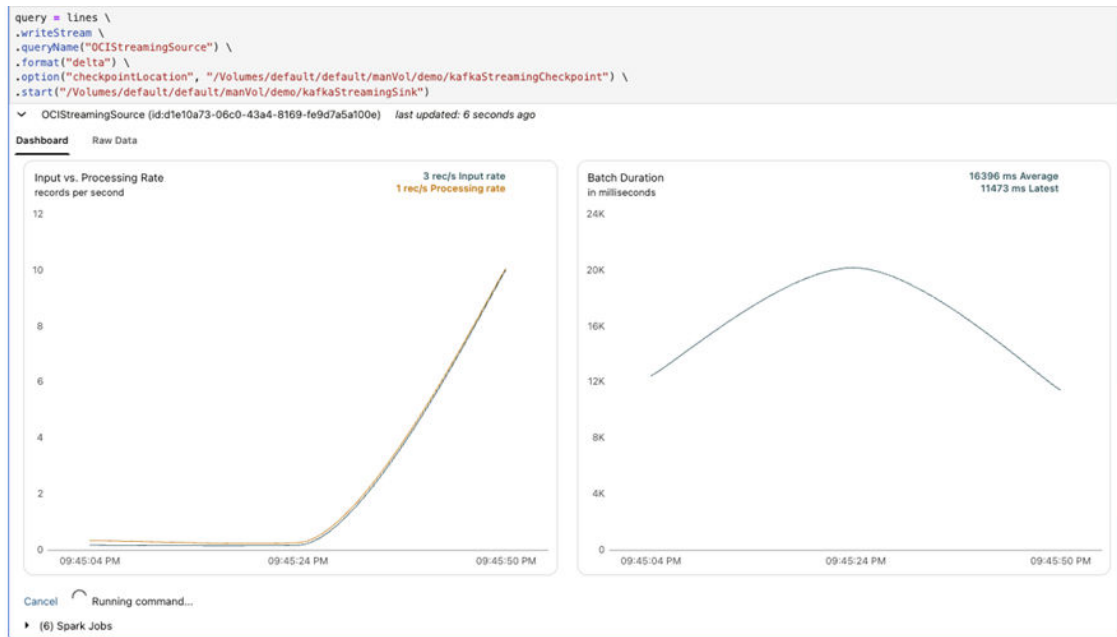 query = lines \
.writeStream \
.queryName("OCIStreamingSource") \
.format("delta") \
.option("checkpointLocation", "/Volumes/default/default/manVol/demo/kafkaStreamingCheckpoint") \
.start("/Volumes/default/default/manVol/demo/kafkaStreamingSink")
OCIStreamingSource (id:d1e10a73-06c0-43a4-8169-fe9d7a5a100e) last updated: 6 seconds ago
Dashboard Raw Data
Input vs. Processing Rate
records per second
3 rec/s Input rate
1 rec/s Processing rate
12
10
8
6
4
2
0
09:45:04 PM 09:45:24 PM 09:45:50 PM
Batch Duration
in milliseconds
16396 ms Average
11473 ms Latest
24K
20K
16K
12K
8K
4K
0
09:45:04 PM 09:45:24 PM 09:45:50 PM
Cancel Running command...
(6) Spark Jobs